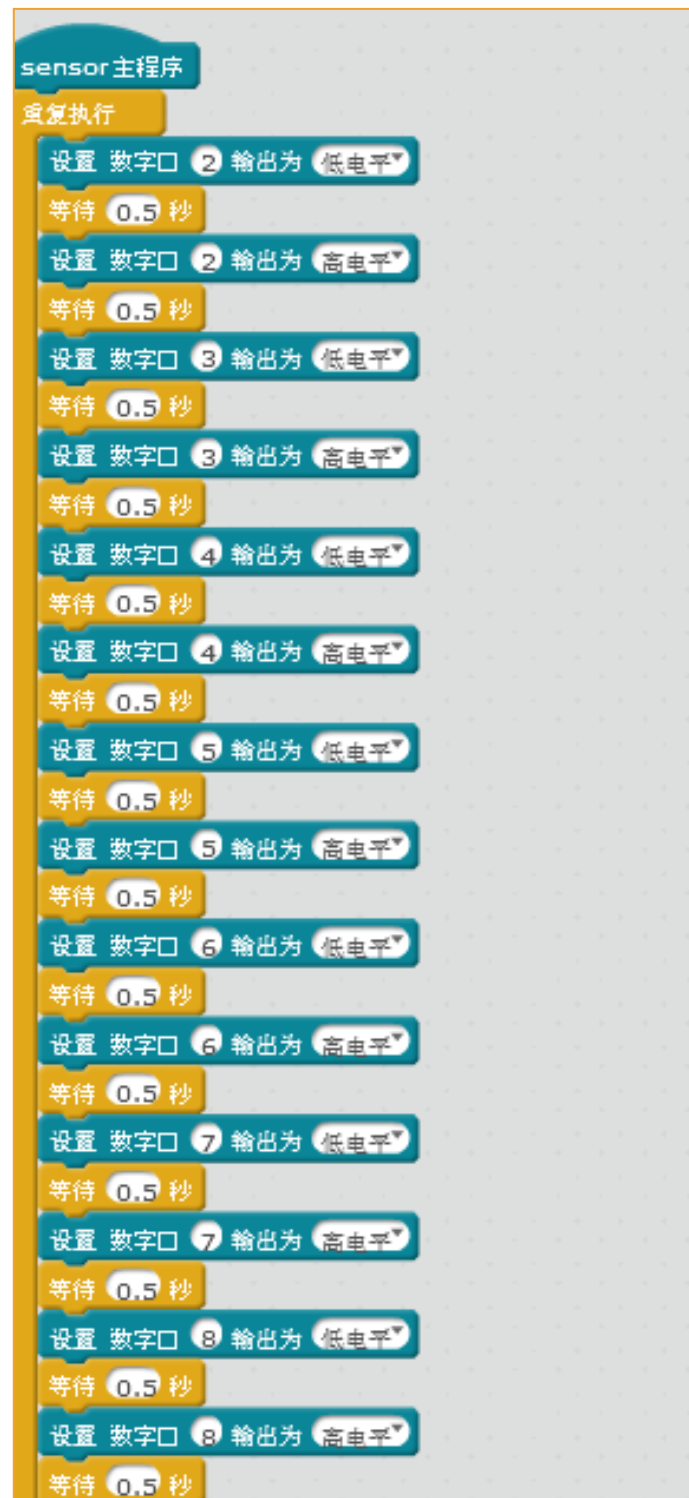 sensor主程序
重复执行
设置 数字口 2 输出为 低电平
等待 0.5 秒
设置 数字口 2 输出为 高电平
等待 0.5 秒
设置 数字口 3 输出为 低电平
等待 0.5 秒
设置 数字口 3 输出为 高电平
等待 0.5 秒
设置 数字口 4 输出为 低电平
等待 0.5 秒
设置 数字口 4 输出为 高电平
等待 0.5 秒
设置 数字口 5 输出为 低电平
等待 0.5 秒
设置 数字口 5 输出为 高电平
等待 0.5 秒
设置 数字口 6 输出为 低电平
等待 0.5 秒
设置 数字口 6 输出为 高电平
等待 0.5 秒
设置 数字口 7 输出为 低电平
等待 0.5 秒
设置 数字口 7 输出为 高电平
等待 0.5 秒
设置 数字口 8 输出为 低电平
等待 0.5 秒
设置 数字口 8 输出为 高电平
等待 0.5 秒